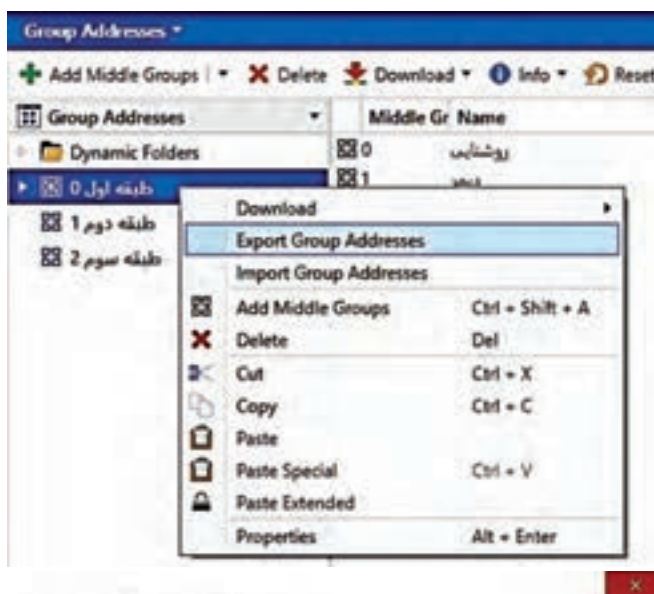 Group Addresses
Add Middle Groups Delete Download Info Reset
Group Addresses Middle Gr Name
Dynamic Folders 0 روشنایی
0 طبقه اول 1
1 طبقه دوم
2 طبقه سوم
Download
Export Group Addresses
Import Group Addresses
Add Middle Groups Ctrl + Shift + A
Delete Del
Cut Ctrl + X
Copy Ctrl + C
Paste
Paste Special Ctrl + V
Paste Extended
Properties Alt + Enter